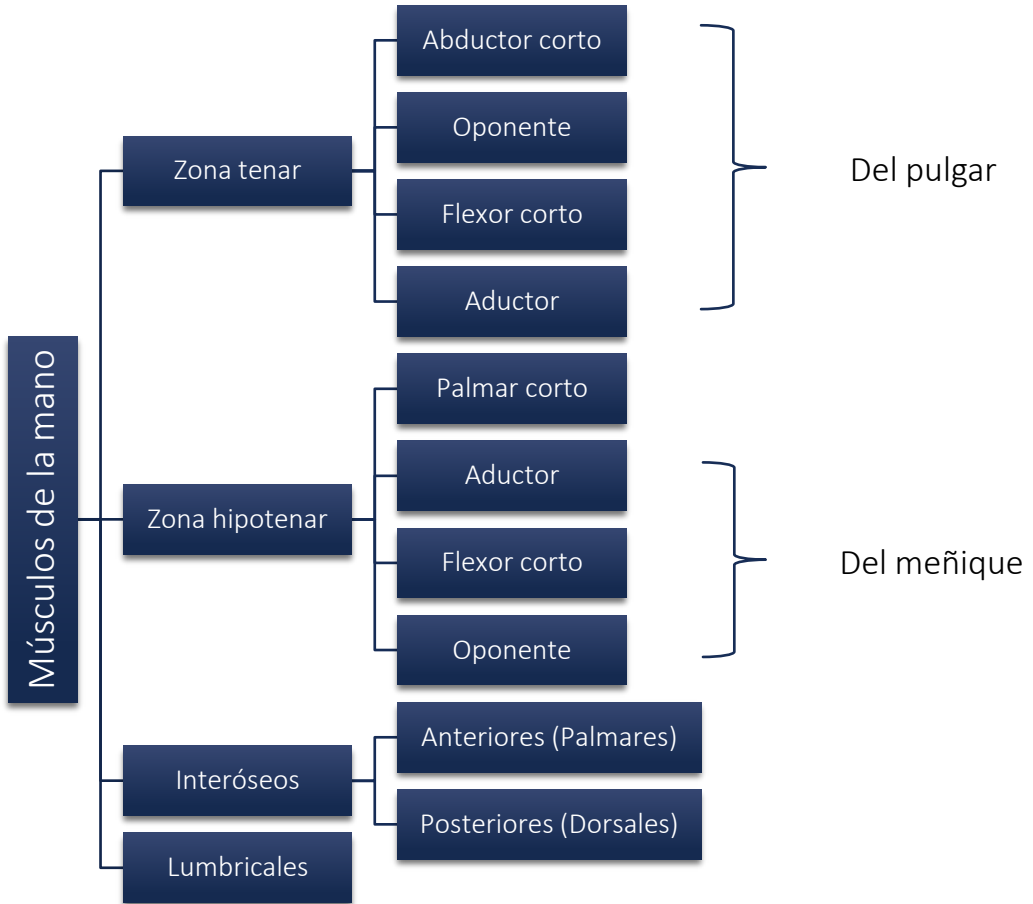 Músculos de la mano
Zona tenar
Abductor corto
Oponente
Flexor corto
Aductor
Del pulgar
Zona hipotenar
Palmar corto
Aductor
Flexor corto
Oponente
Del meñique
Interóseos
Anteriores (Palmares)
Posteriores (Dorsales)
Lumbricales